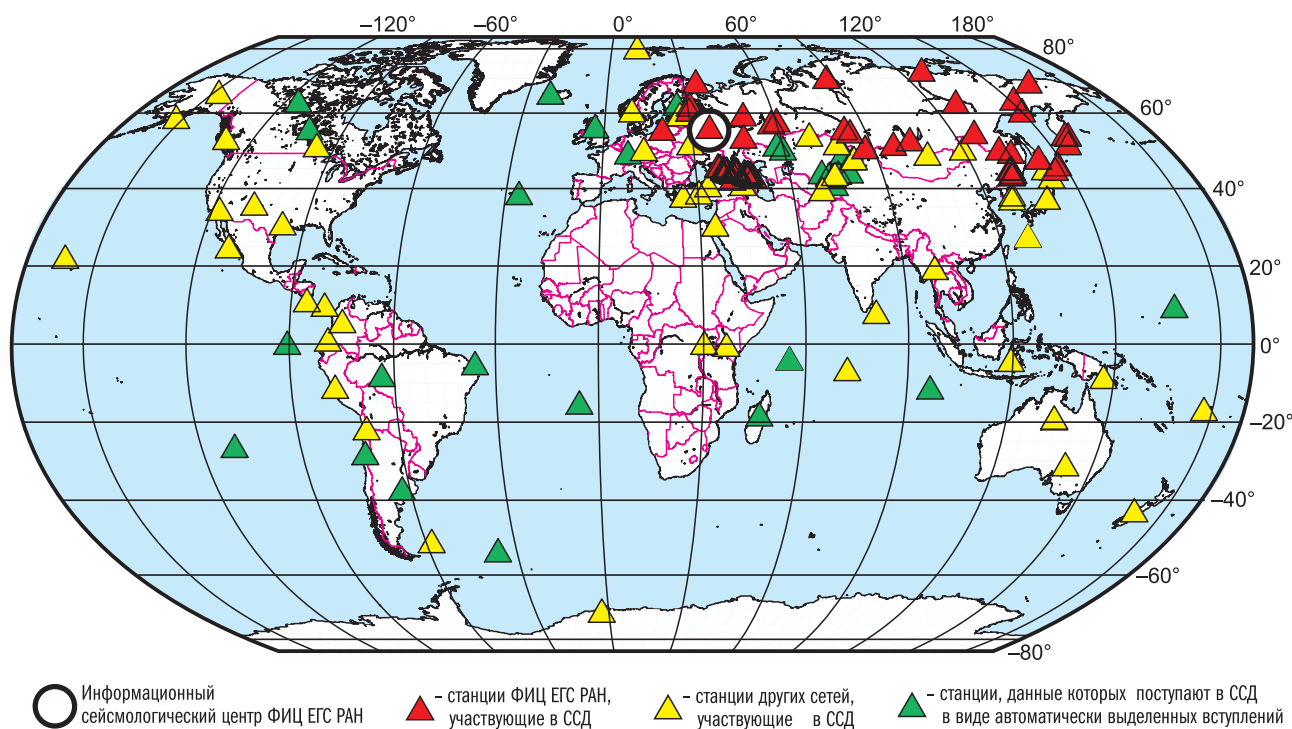 –120° –60° 0° 60° 120° 180°
80°
60°
40°
20°
0°
–20°
–40°
–60°
–80°
Информационный
сейсмологический центр ФИЦ ЕГС РАН
– станции ФИЦ ЕГС РАН,
участвующие в ССД
– станции других сетей,
участвующие в ССД
– станции, данные которых поступают в ССД
в виде автоматически выделенных вступлений